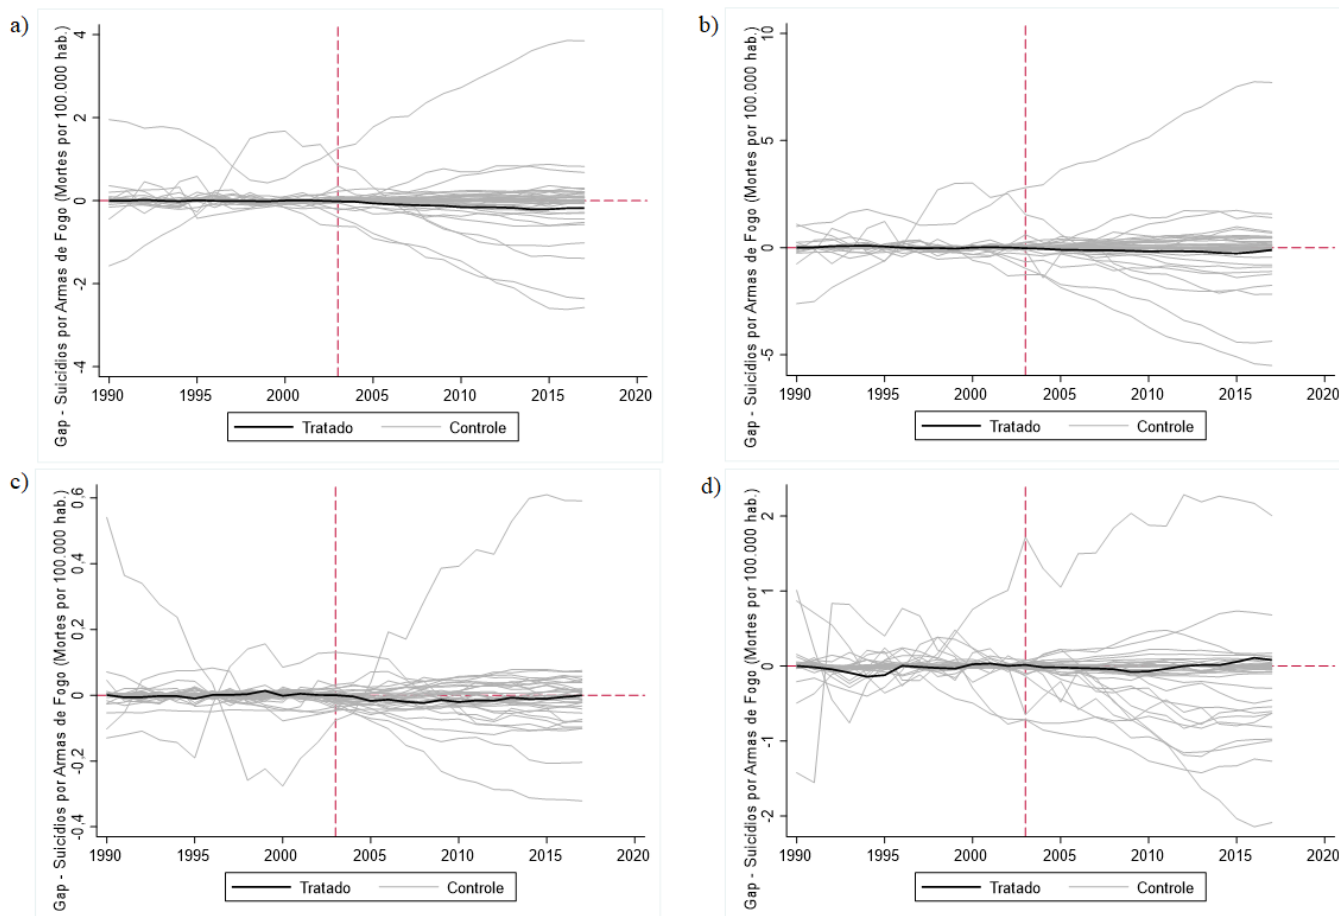 a)
Gap - Suicídios por Armas de Fogo (Mortes por 100.000 hab.)
4
2
0
-2
-4
1990 1995 2000 2005 2010 2015 2020
Tratado Controle
b)
Gap - Suicídios por Armas de Fogo (Mortes por 100.000 hab.)
10
5
0
-5
1990 1995 2000 2005 2010 2015 2020
Tratado Controle
c)
Gap - Suicídios por Armas de Fogo (Mortes por 100.000 hab.)
0,6
0,4
0,2
0
-0,2
-0,4
1990 1995 2000 2005 2010 2015 2020
Tratado Controle
d)
Gap - Suicídios por Armas de Fogo (Mortes por 100.000 hab.)
2
1
0
-1
-2
1990 1995 2000 2005 2010 2015 2020
Tratado Controle